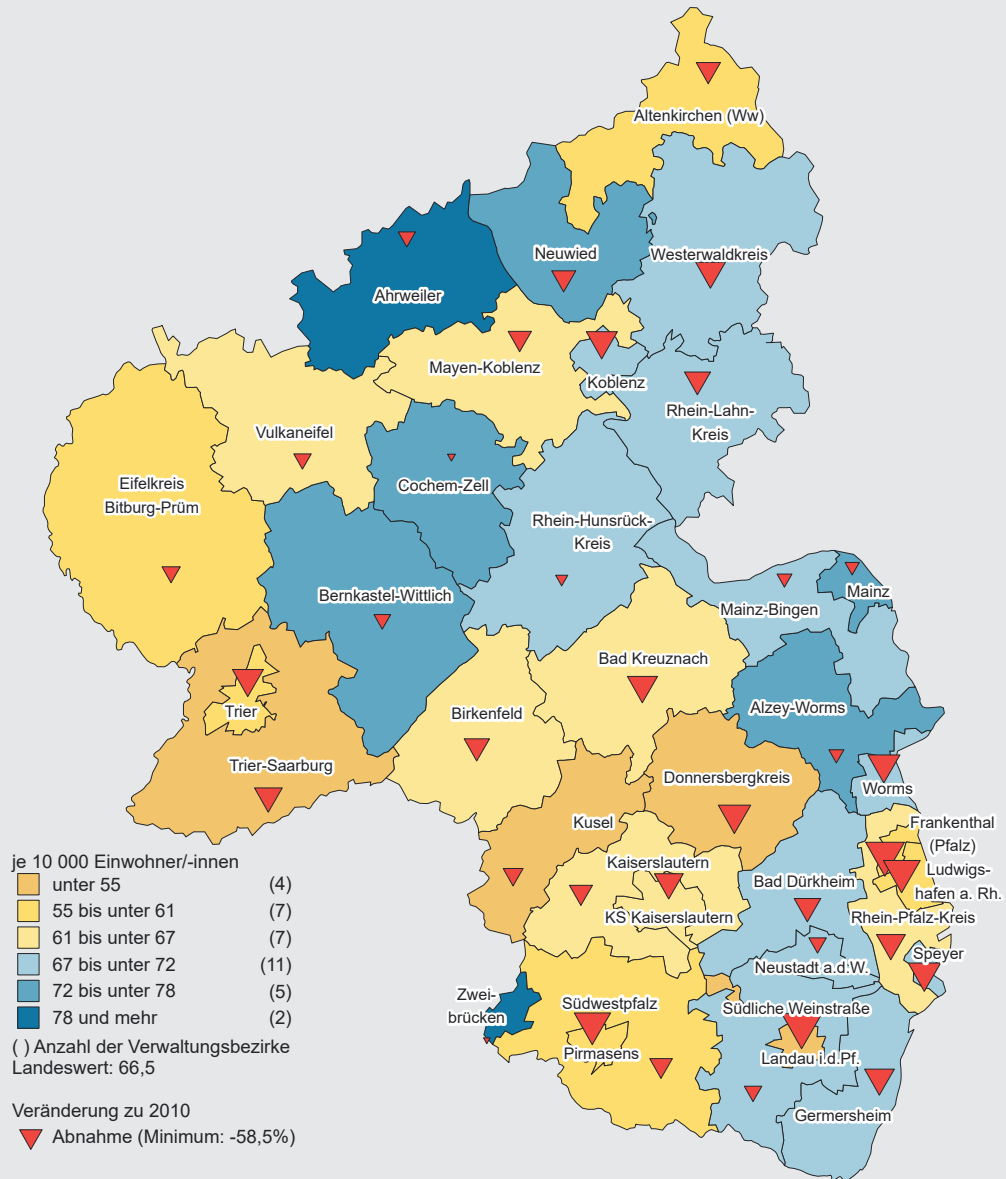 Altenkirchen (Ww)
Neuwied
Westerwaldkreis
Ahrweiler
Mayen-Koblenz
Koblenz
Rhein-Lahn-
Kreis
Vulkaneifel
Eifelkreis
Bitburg-Prüm
Cochem-Zell
Rhein-Hunsrück-
Kreis
Bernkastel-Wittlich
Mainz-Bingen
Mainz
Bad Kreuznach
Alzey-Worms
Trier
Birkenfeld
Trier-Saarburg
Donnersbergkreis
Worms
Kusel
Frankenthal
(Pfalz)
Kaiserslautern
Bad Dürkheim
Ludwigs-
hafen a. Rh.
KS Kaiserslautern
Rhein-Pfalz-Kreis
Speyer
Neustadt a.d.W.
Zwei-
brücken
Südwestpfalz
Südliche Weinstraße
Pirmasens
Landau i.d.Pf.
Germersheim
je 10 000 Einwohner/-innen
unter 55 (4)
55 bis unter 61 (7)
61 bis unter 67 (7)
67 bis unter 72 (11)
72 bis unter 78 (5)
78 und mehr (2)
( ) Anzahl der Verwaltungsbezirke
Landeswert: 66,5
Veränderung zu 2010
Abnahme (Minimum: -58,5%)